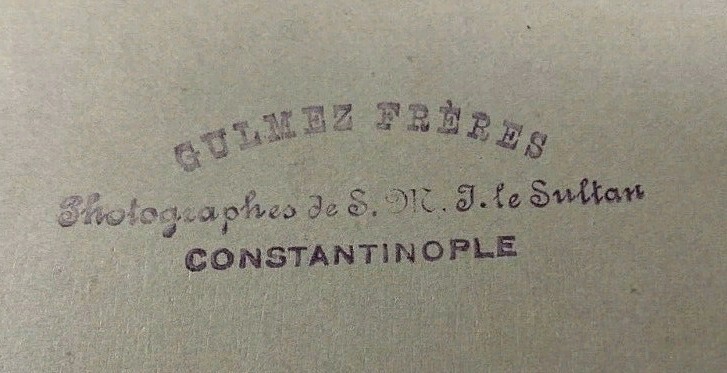 GULMEZ FRÈRES
Photographes de S. M. I. le Sultan
CONSTANTINOPLE